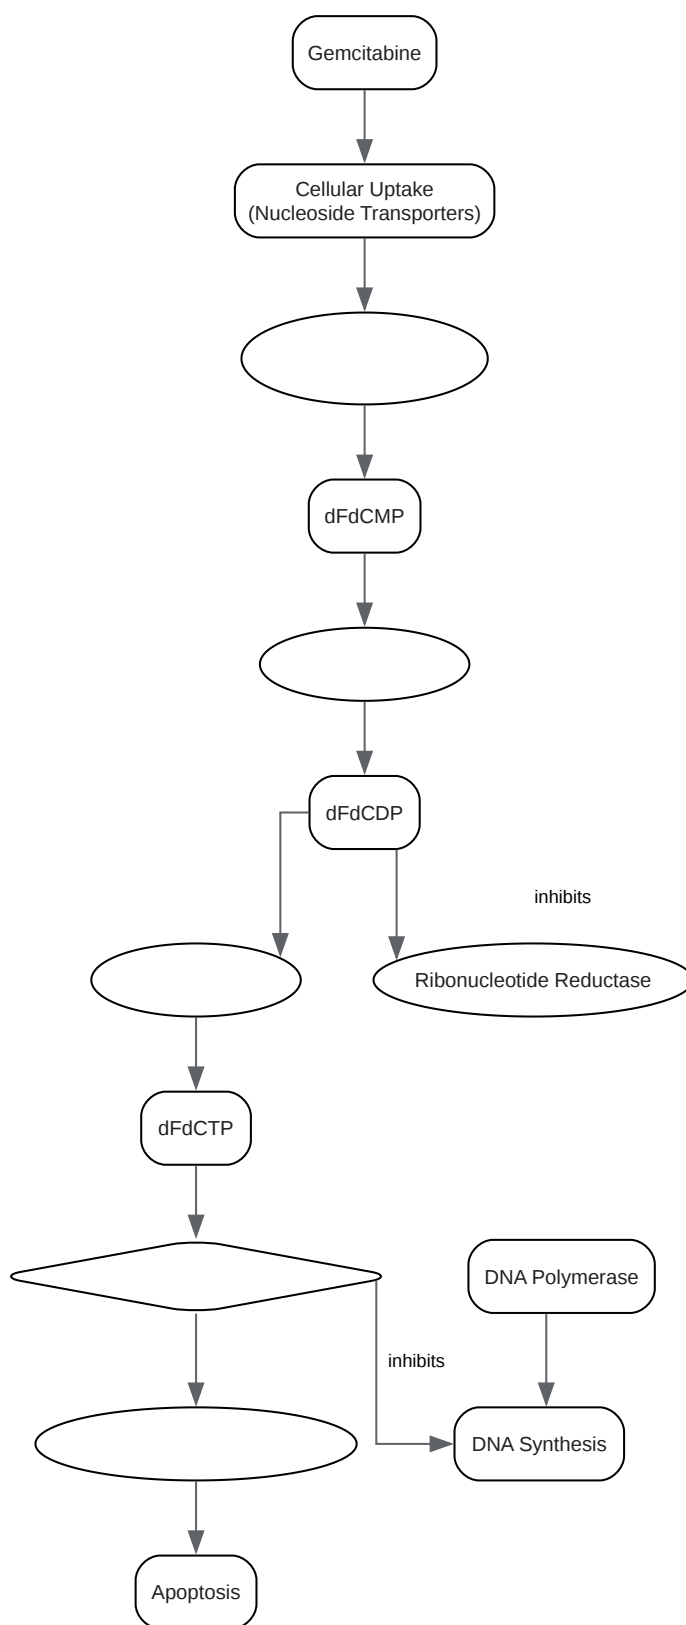 Gemcitabine
Cellular Uptake
(Nucleoside Transporters)
dFdCMP
dFdCDP
inhibits
Ribonucleotide Reductase
dFdCTP
DNA Polymerase
inhibits
DNA Synthesis
Apoptosis